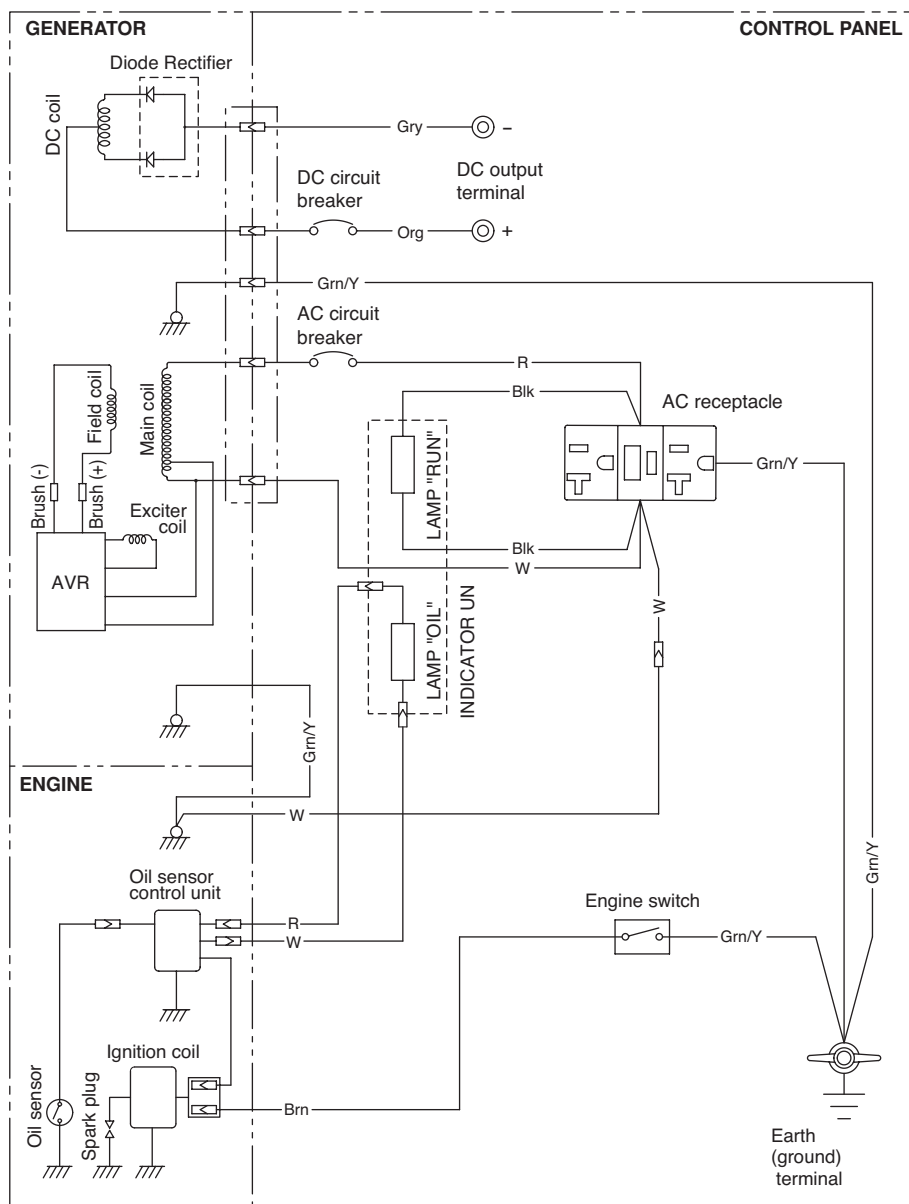 GENERATOR
CONTROL PANEL
Diode Rectifier
DC coil
Gry
−
DC circuit
breaker
DC output
terminal
Org
+
Grn/Y
AC circuit
breaker
R
Blk
AC receptacle
Field coil
Main coil
Brush (-)
Brush (+)
Exciter
coil
AVR
LAMP "RUN"
Grn/Y
Blk
W
LAMP "OIL"
INDICATOR UN
W
Grn/Y
ENGINE
W
Oil sensor
control unit
R
W
Engine switch
Grn/Y
Grn/Y
Ignition coil
Oil sensor
Spark plug
Brn
Earth
(ground)
terminal